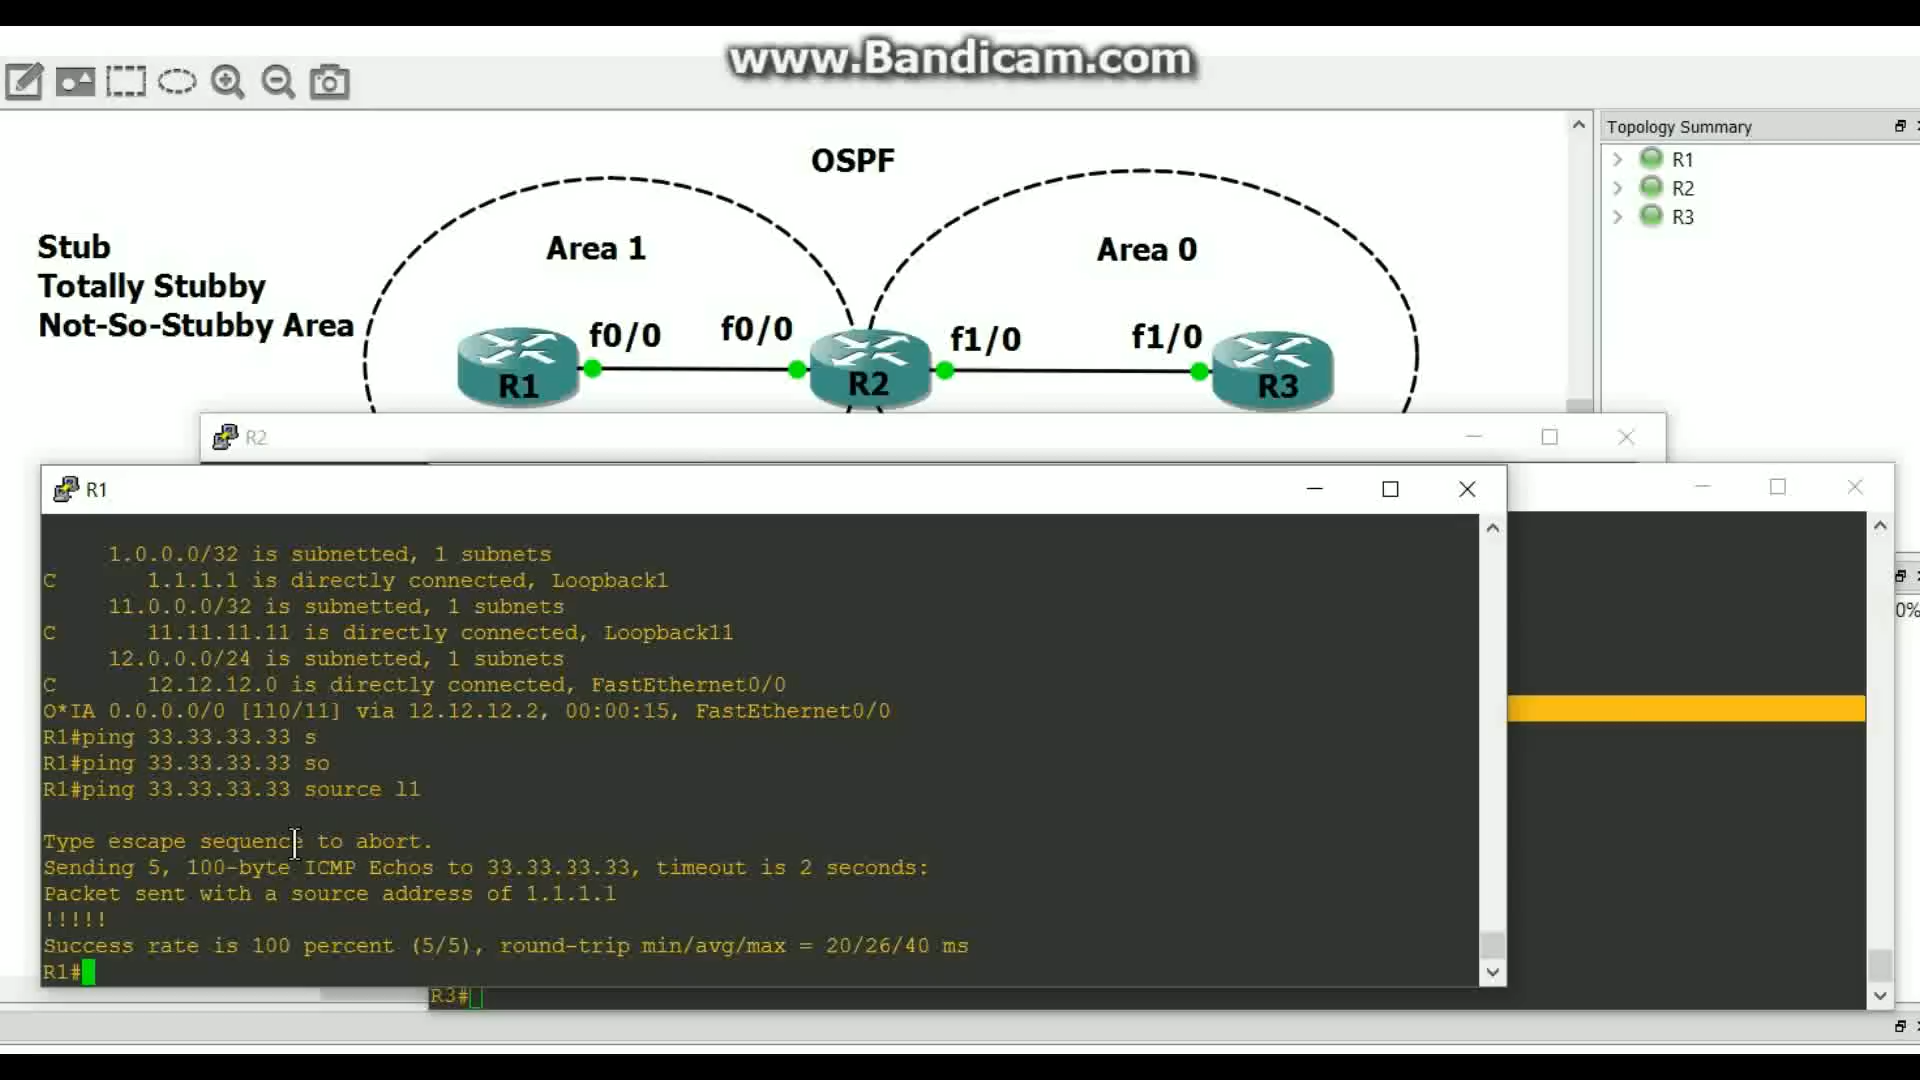 www.Bandicam.com
Topology Summary
R1
R2
R3
OSPF
Area 1
Area 0
Stub
Totally Stubby
Not-So-Stubby Area
f0/0
f0/0
f1/0
f1/0
R1
R2
R3
R2
R1
1.0.0.0/32 is subnetted, 1 subnets
C 1.1.1.1 is directly connected, Loopback1
11.0.0.0/32 is subnetted, 1 subnets
C 11.11.11.11 is directly connected, Loopback11
12.0.0.0/24 is subnetted, 1 subnets
C 12.12.12.0 is directly connected, FastEthernet0/0
O*IA 0.0.0.0/0 [110/11] via 12.12.12.2, 00:00:15, FastEthernet0/0
R1#ping 33.33.33.33 s
R1#ping 33.33.33.33 so
R1#ping 33.33.33.33 source l1
Type escape sequence to abort.
Sending 5, 100-byte ICMP Echos to 33.33.33.33, timeout is 2 seconds:
Packet sent with a source address of 1.1.1.1
!!!!!
Success rate is 100 percent (5/5), round-trip min/avg/max = 20/26/40 ms
R1#
R3#
0%